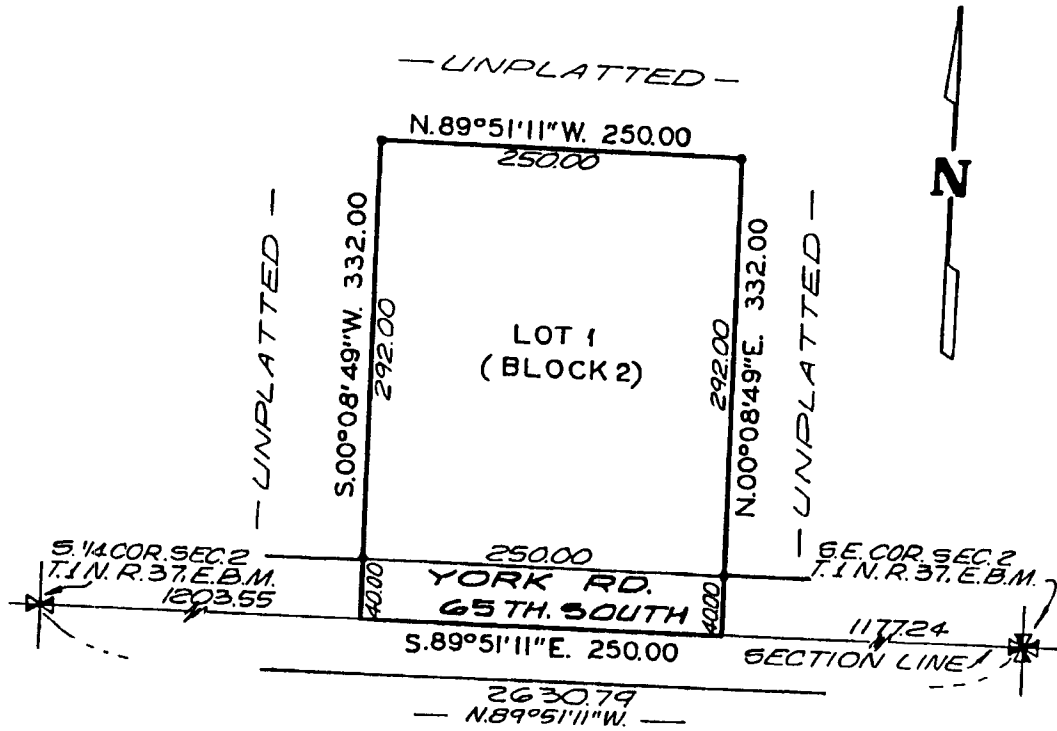 — UNPLATTED —
N.89°51'11"W. 250.00
250.00
N
— UNPLATTED —
S.00°08'49"W. 332.00
292.00
LOT 1
(BLOCK 2)
292.00
N.00°08'49"E. 332.00
— UNPLATTED —
S.1/4.COR.SEC.2
T.1 N.R.37,E.B.M.
1203.55
250.00
YORK RD.
65TH. SOUTH
40.00
40.00
S.89°51'11"E. 250.00
S.E. COR. SEC. 2
T.1 N.R.37.E.B.M.
1177.24
SECTION LINE
2630.79
— N.89°51'11"W. —